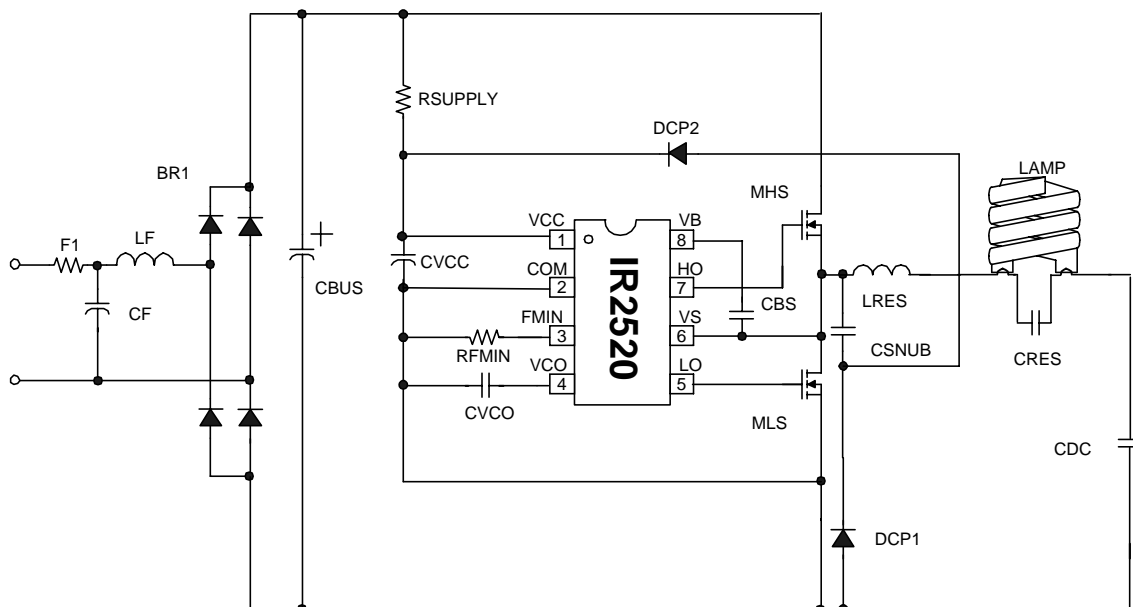 RSUPPLY
DCP2
LAMP
BR1
MHS
F1
LF
VCC
VB
1
8
CVCC
CBUS
COM
HO
2
7
CBS
LRES
CF
FMIN
VS
3
6
RFMIN
CSNUB
CRES
VCO
LO
4
5
CVCO
IR2520
MLS
CDC
DCP1